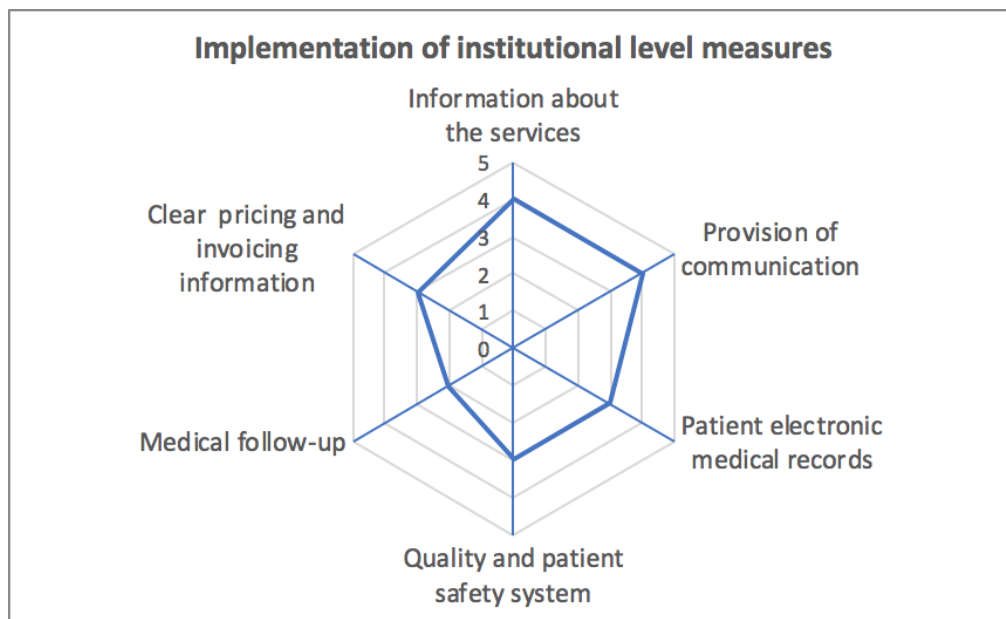 Implementation of institutional level measures
Information about
the services
5
4
3
2
1
0
Clear pricing and
invoicing
information
Provision of
communication
Medical follow-up
Patient electronic
medical records
Quality and patient
safety system